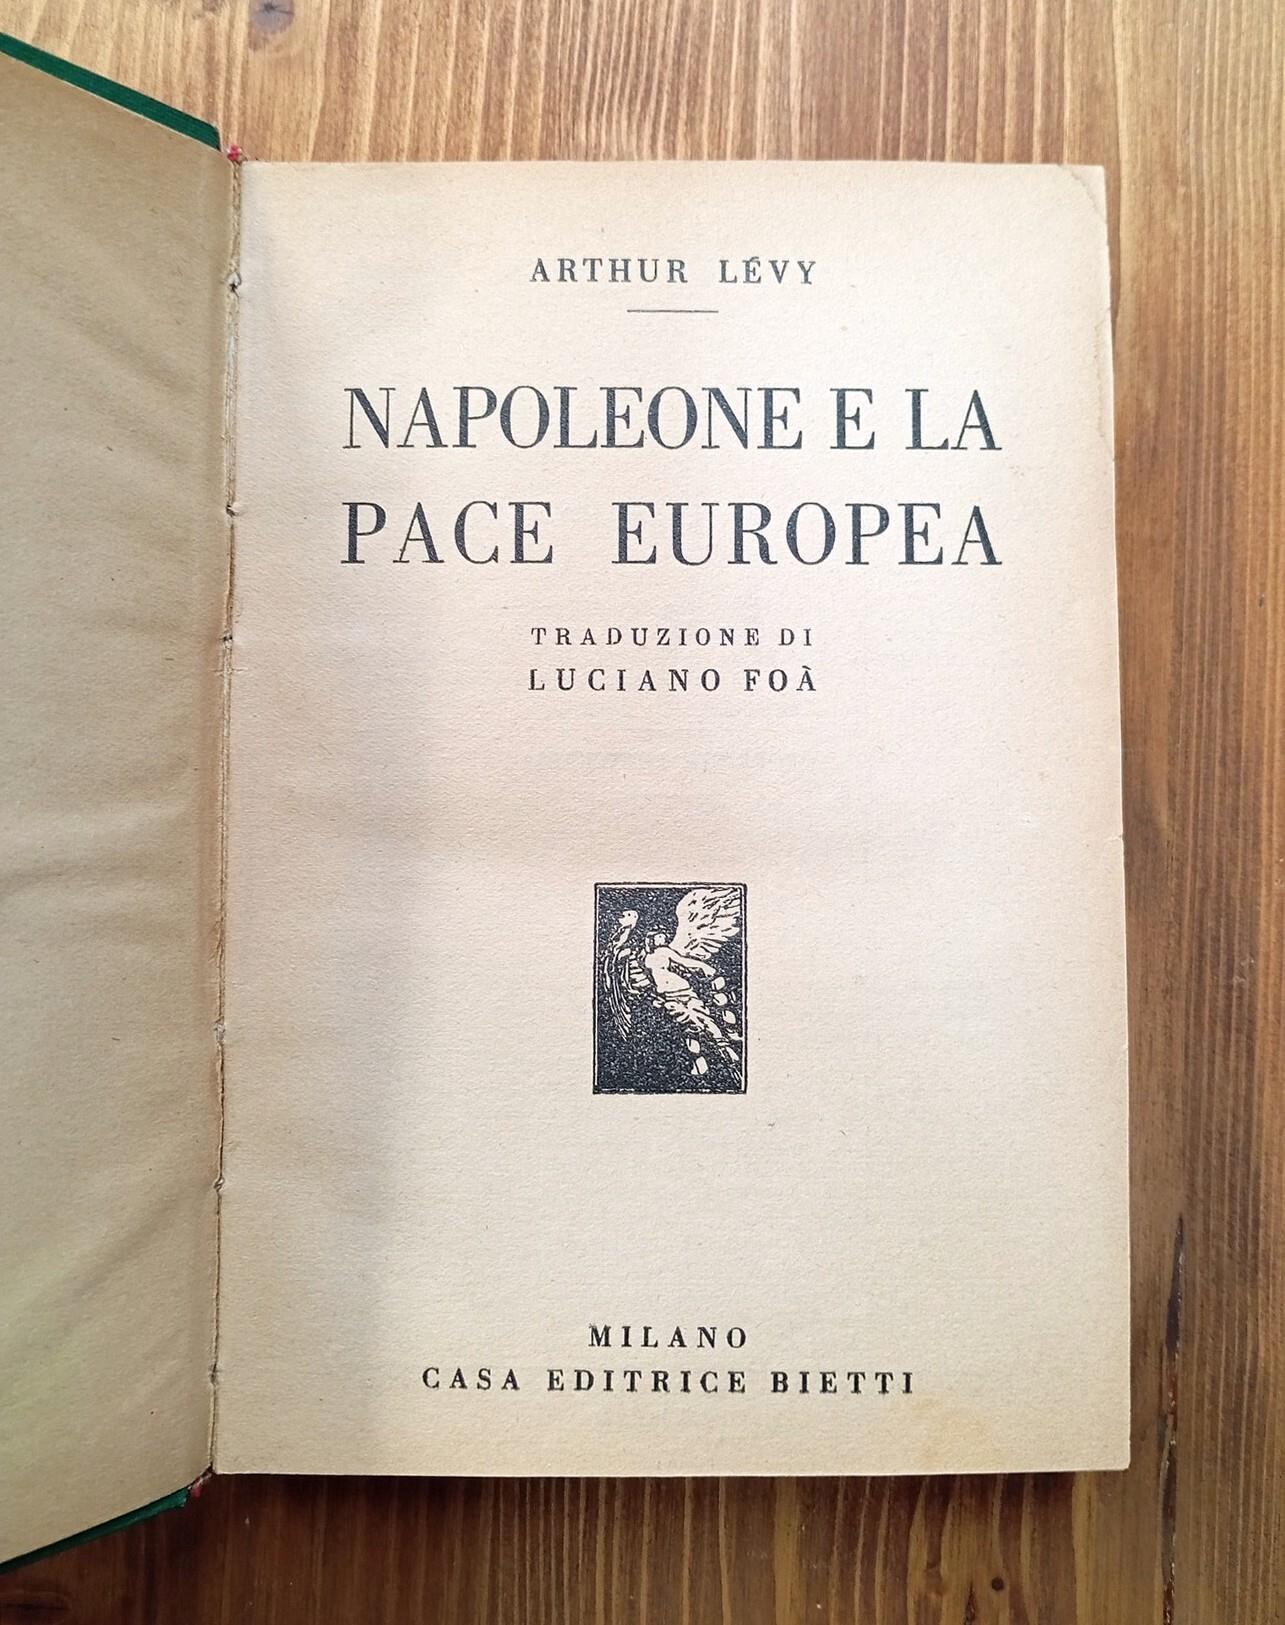 ARTHUR LÉVY
NAPOLEONE E LA
PACE EUROPEA
TRADUZIONE DI
LUCIANO FOÀ
MILANO
CASA EDITRICE BIETTI